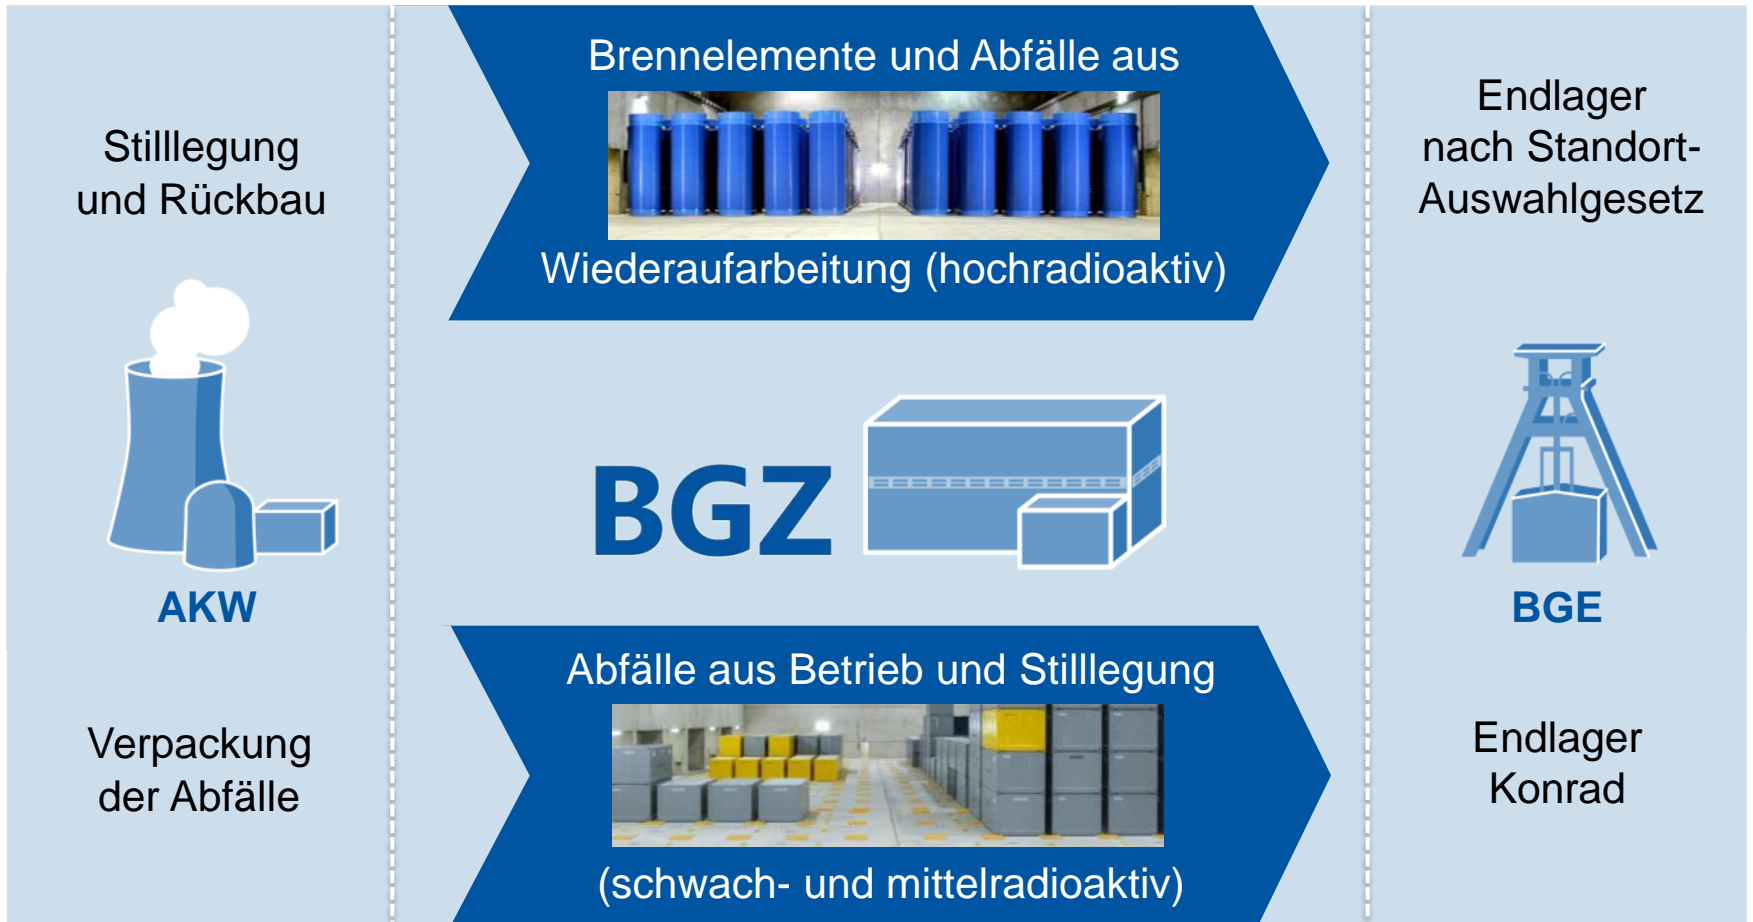 Stilllegung
und Rückbau
AKW
Verpackung
der Abfälle
Brennelemente und Abfälle aus
Wiederaufarbeitung (hochradioaktiv)
BGZ
Abfälle aus Betrieb und Stilllegung
(schwach- und mittelradioaktiv)
Endlager
nach Standort-
Auswahlgesetz
BGE
Endlager
Konrad